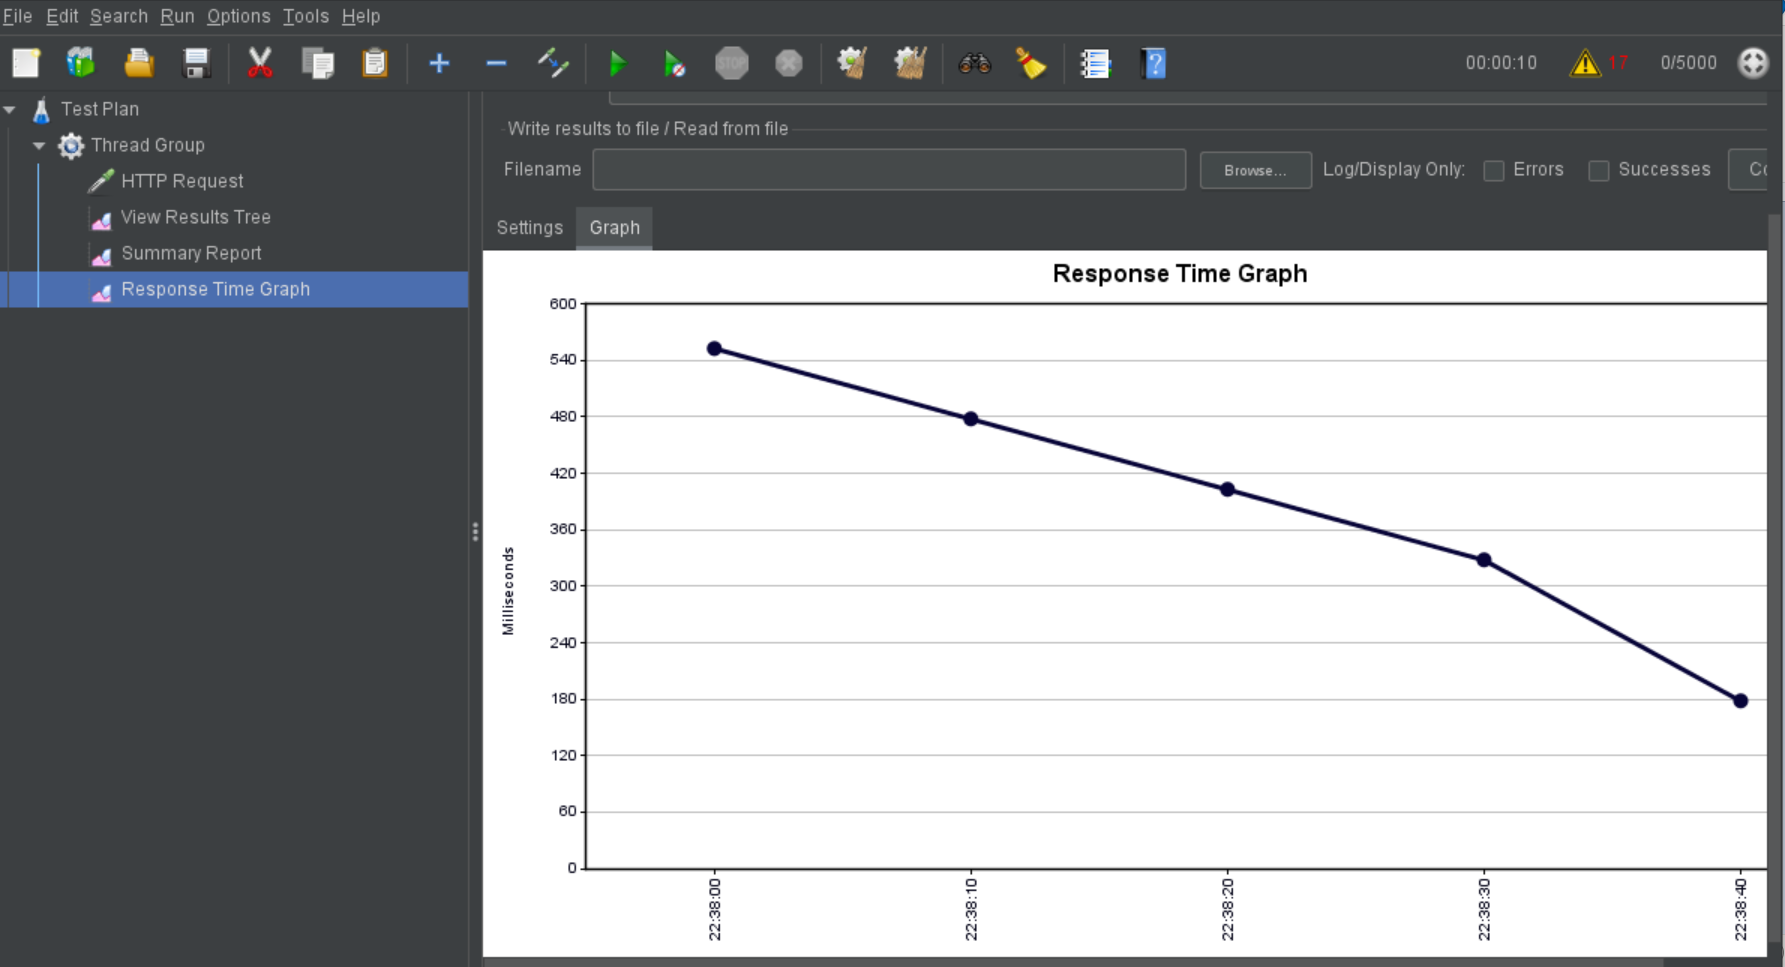 File Edit Search Run Options Tools Help
STOP
00:00:10 17 0/5000
Test Plan
Thread Group
HTTP Request
View Results Tree
Summary Report
Response Time Graph
Write results to file / Read from file
Filename Browse... Log/Display Only: Errors Successes Co
Settings Graph
Response Time Graph
600
540
480
420
360
300
240
180
120
60
0
Milliseconds
22:38:00 22:38:10 22:38:20 22:38:30 22:38:40